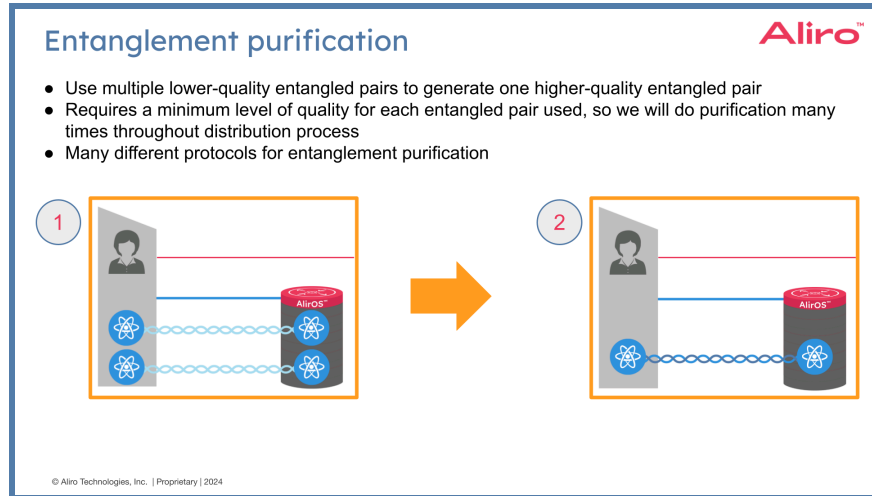 Entanglement purification
Aliro™
● Use multiple lower-quality entangled pairs to generate one higher-quality entangled pair
● Requires a minimum level of quality for each entangled pair used, so we will do purification many
times throughout distribution process
● Many different protocols for entanglement purification
1
2
AlirOS™
AlirOS™
© Aliro Technologies, Inc. | Proprietary | 2024